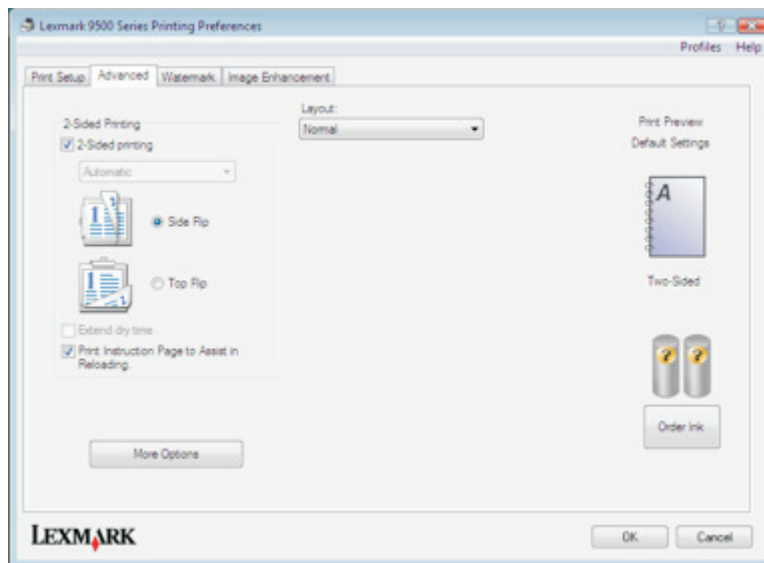 Lexmark 9500 Series Printing Preferences
Profiles Help
Print Setup Advanced Watermark Image Enhancement
Layout:
Normal
2-Sided Printing
2-Sided printing
Automatic
1
Side Flip
1
Top Flip
Extend dry time
Print Instruction Page to Assist in
Reloading.
More Options
Print Preview
Default Settings
A
Two-Sided
? ?
Order Ink
LEXMARK
OK Cancel